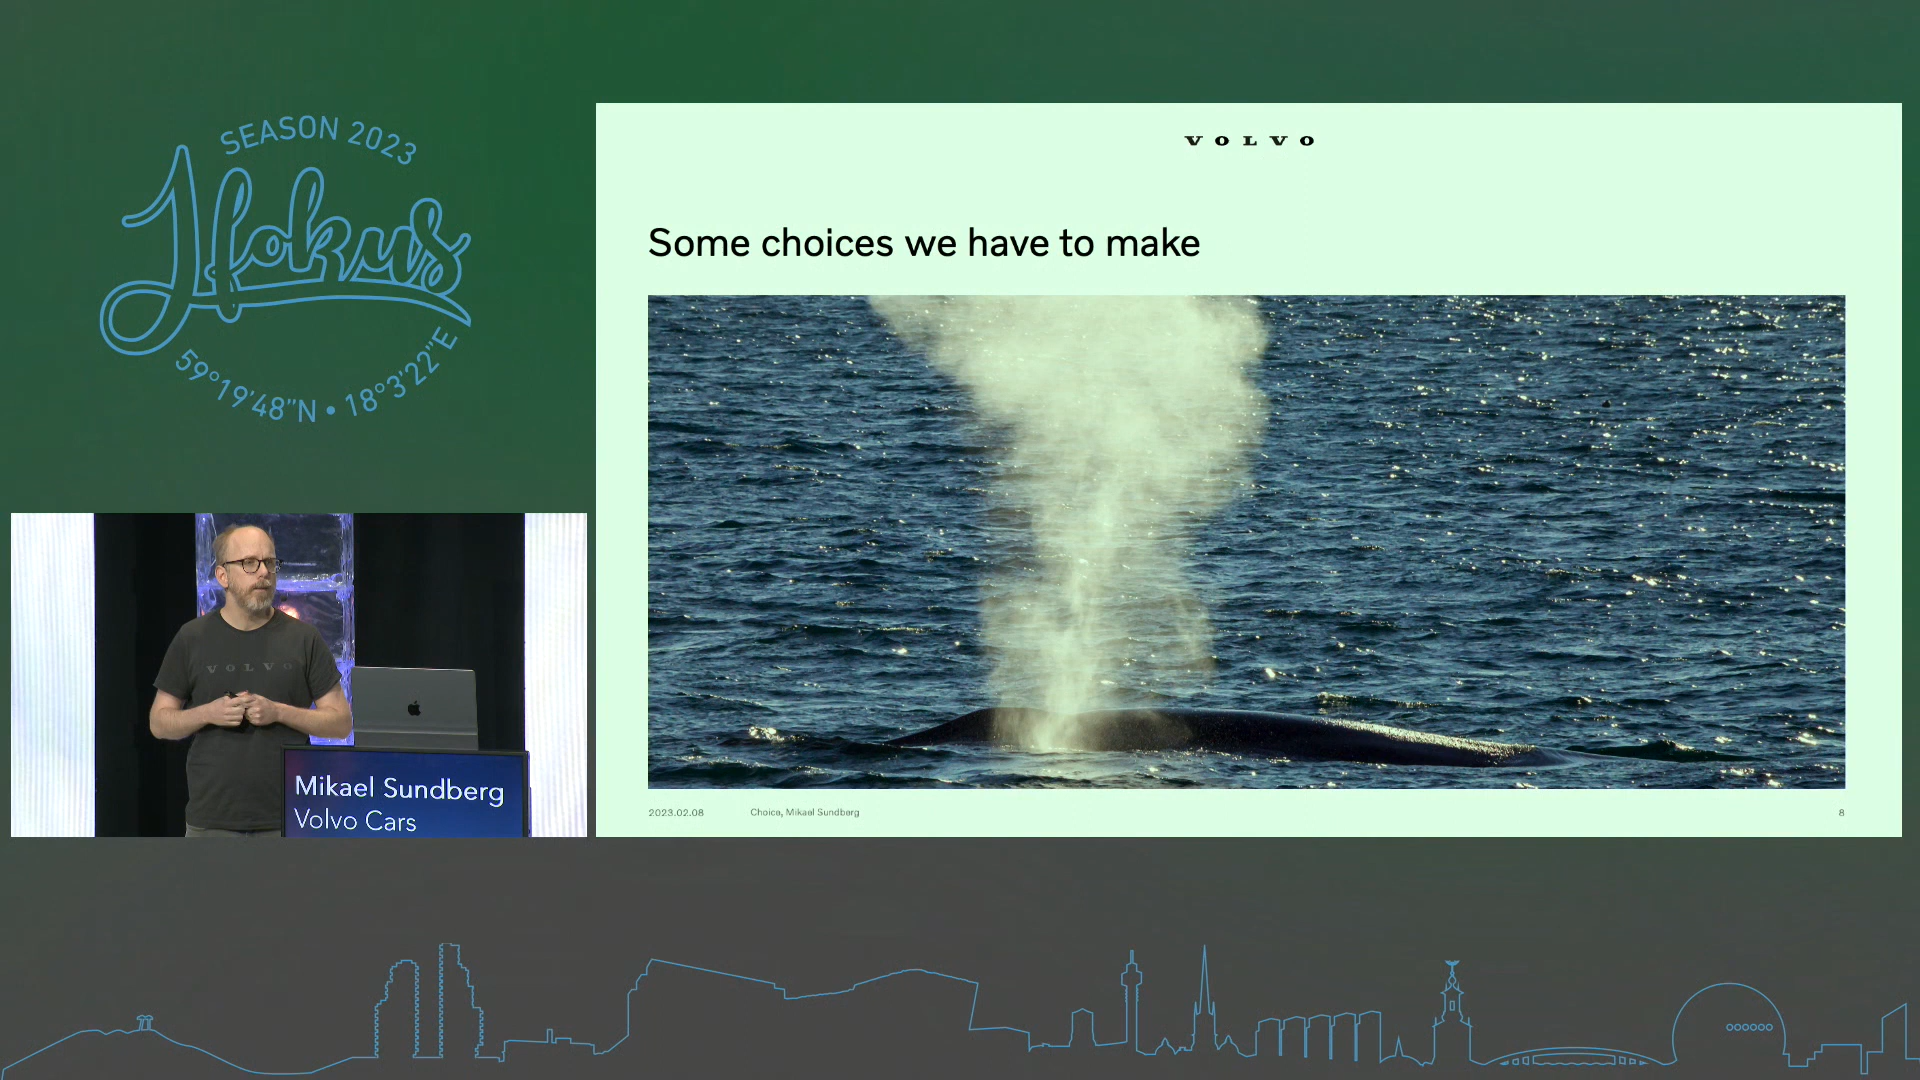 SEASON 2023
Jfokus
59°19'48"N • 18°3'22"E
VOLVO
Some choices we have to make
VOLVO
Mikael Sundberg
Volvo Cars
2023.02.08 Choice, Mikael Sundberg 8